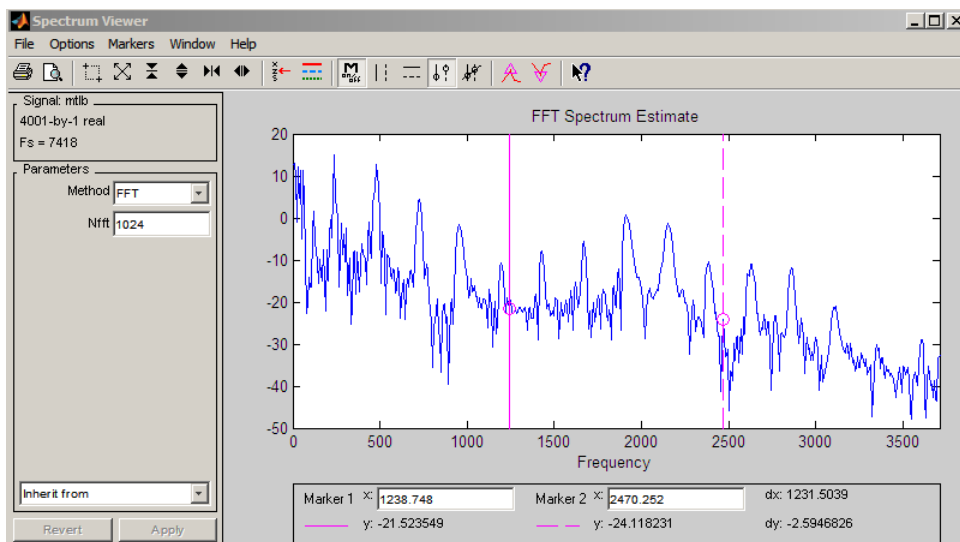 Spectrum Viewer
File Options Markers Window Help
M on/off
Signal: mtlb
4001-by-1 real
Fs = 7418
Parameters
Method FFT
Nfft 1024
Inherit from
Revert Apply
FFT Spectrum Estimate
20
10
0
-10
-20
-30
-40
-50
0 500 1000 1500 2000 2500 3000 3500
Frequency
Marker 1 x: 1238.748 Marker 2 x: 2470.252 dx: 1231.5039
y: -21.523549 y: -24.118231 dy: -2.5946826